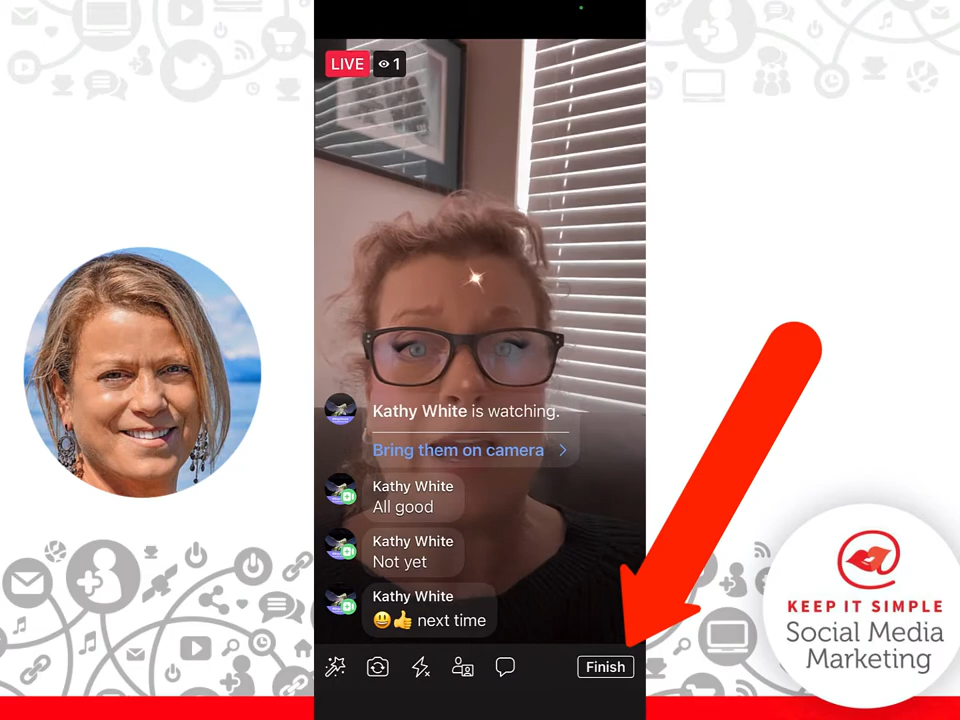 LIVE
1
Kathy White is watching.
Bring them on camera
Kathy White
All good
Kathy White
Not yet
Kathy White
😃👍 next time
Finish
KEEP IT SIMPLE
Social Media
Marketing